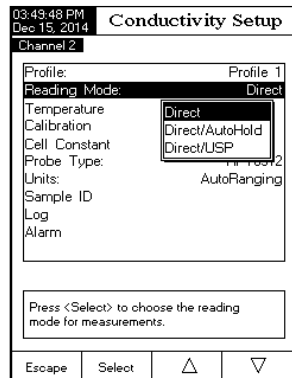 03:49:48 PM
Dec 15, 2014
Conductivity Setup
Channel 2
Profile: Profile 1
Reading Mode: Direct
Temperature
Direct
Calibration
Direct/AutoHold
Cell Constant
Direct/USP
Probe Type:
Units: AutoRanging
Sample ID
Log
Alarm
Press <Select> to choose the reading
mode for measurements.
Escape Select △ ▽